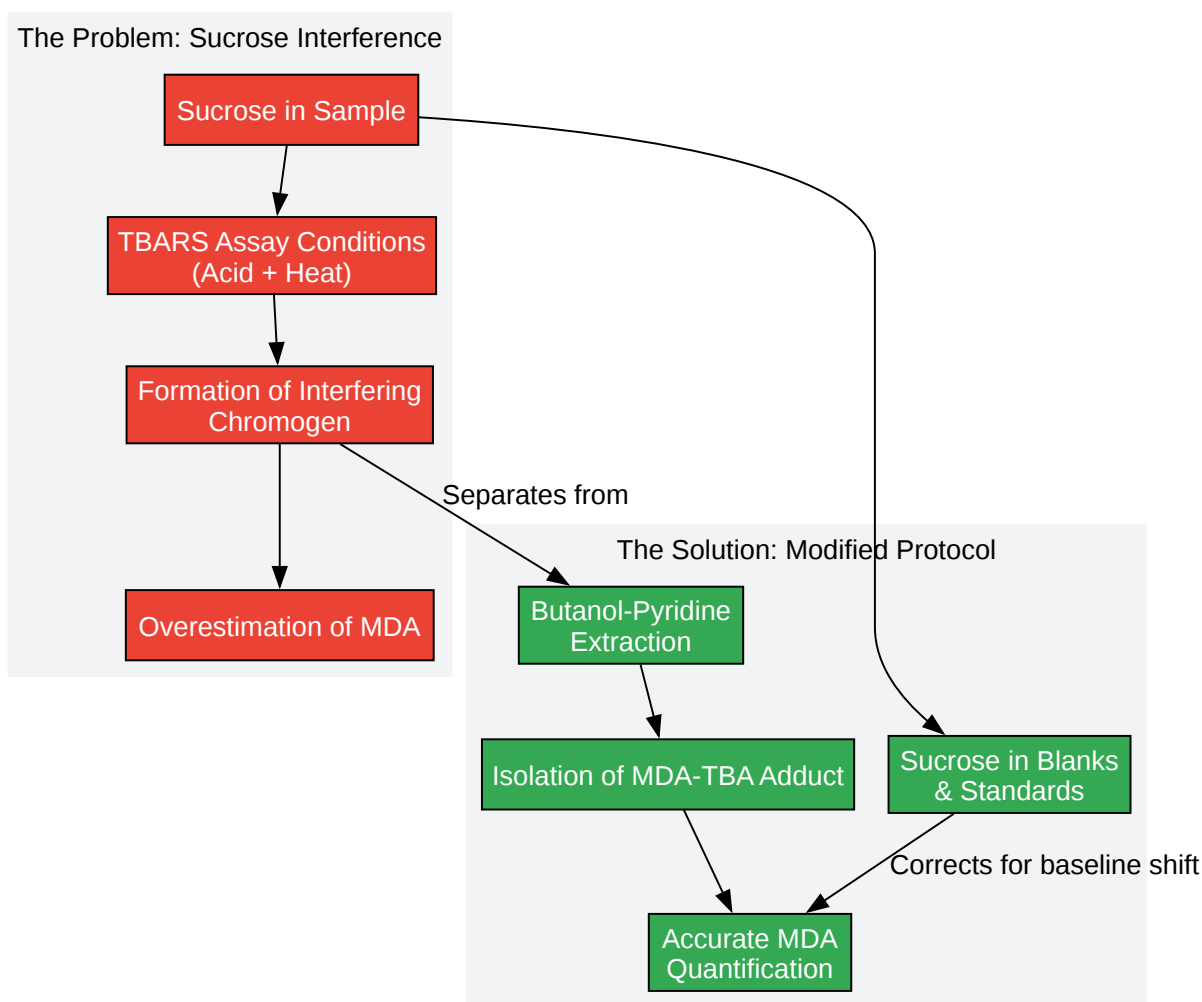 The Problem: Sucrose Interference
Sucrose in Sample
TBARS Assay Conditions
(Acid + Heat)
Formation of Interfering
Chromogen
Separates from
Overestimation of MDA
The Solution: Modified Protocol
Butanol-Pyridine
Extraction
Isolation of MDA-TBA Adduct
Sucrose in Blanks
& Standards
Corrects for baseline shift
Accurate MDA
Quantification